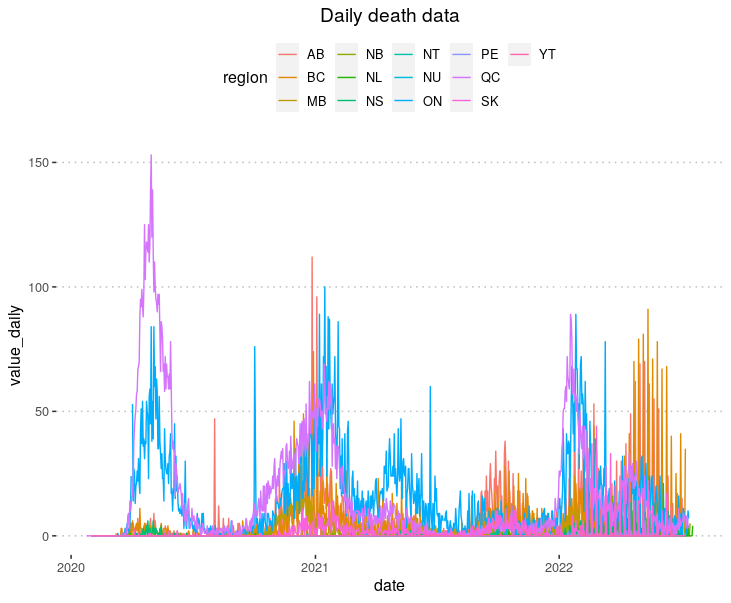 Daily death data
region
AB NB NT PE YT
BC NL NU QC
MB NS ON SK
value_daily
150
100
50
0
2020 2021 2022
date